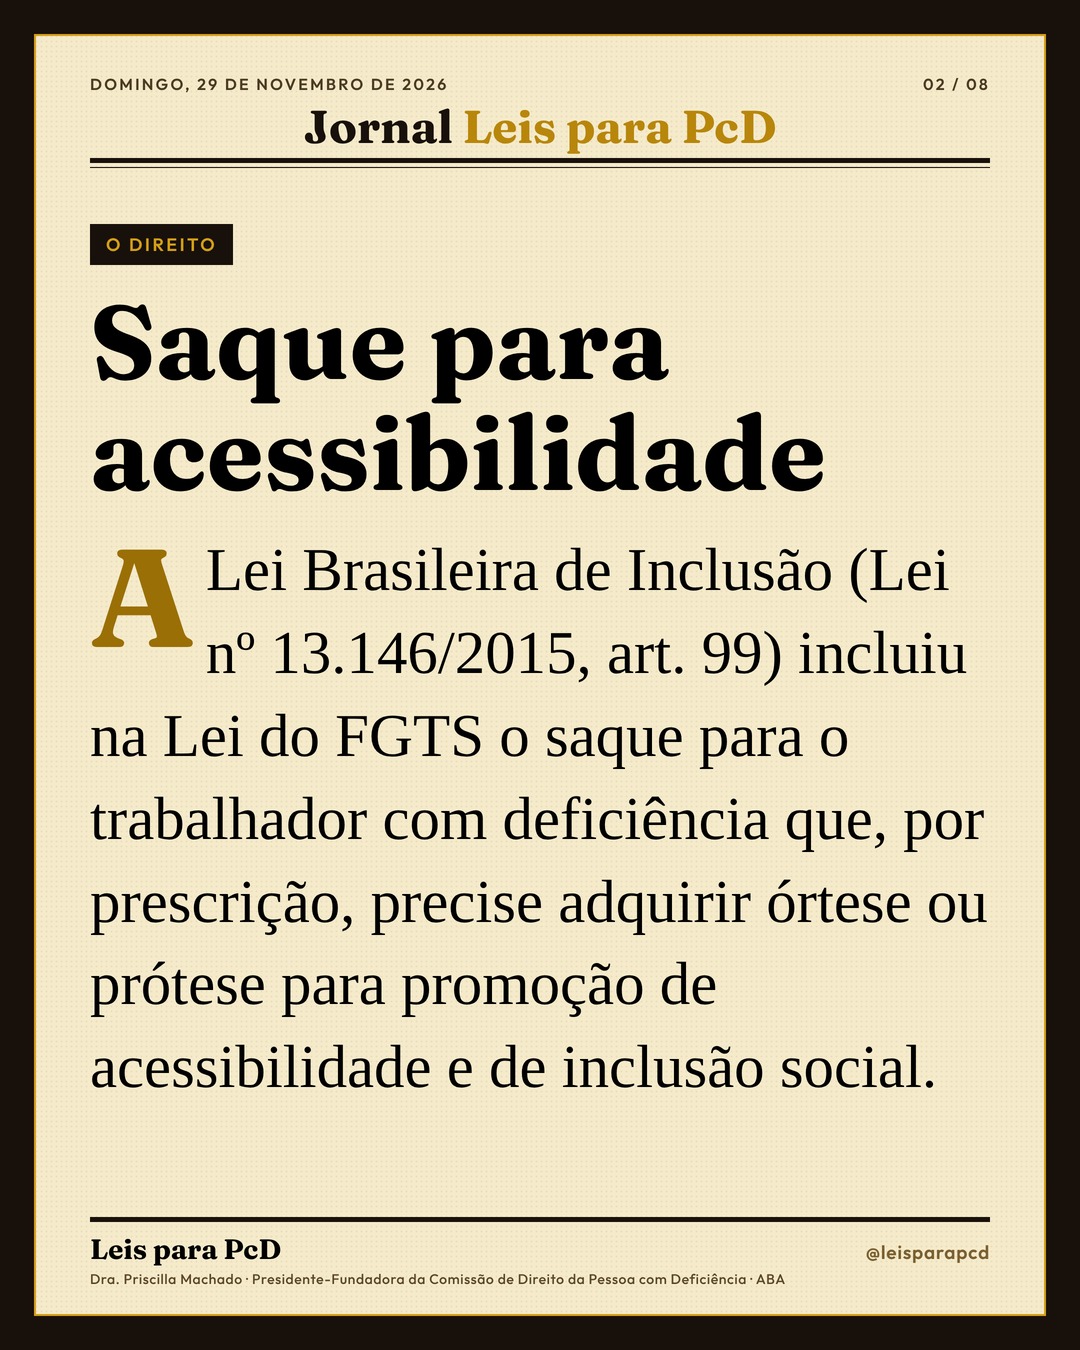 DOMINGO, 29 DE NOVEMBRO DE 2026
02 / 08
Jornal Leis para PcD
O DIREITO
Saque para
acessibilidade
A Lei Brasileira de Inclusão (Lei
nº 13.146/2015, art. 99) incluiu
na Lei do FGTS o saque para o
trabalhador com deficiência que, por
prescrição, precise adquirir órtese ou
prótese para promoção de
acessibilidade e de inclusão social.
Leis para PcD
@leisparapcd
Dra. Priscilla Machado · Presidente-Fundadora da Comissão de Direito da Pessoa com Deficiência · ABA